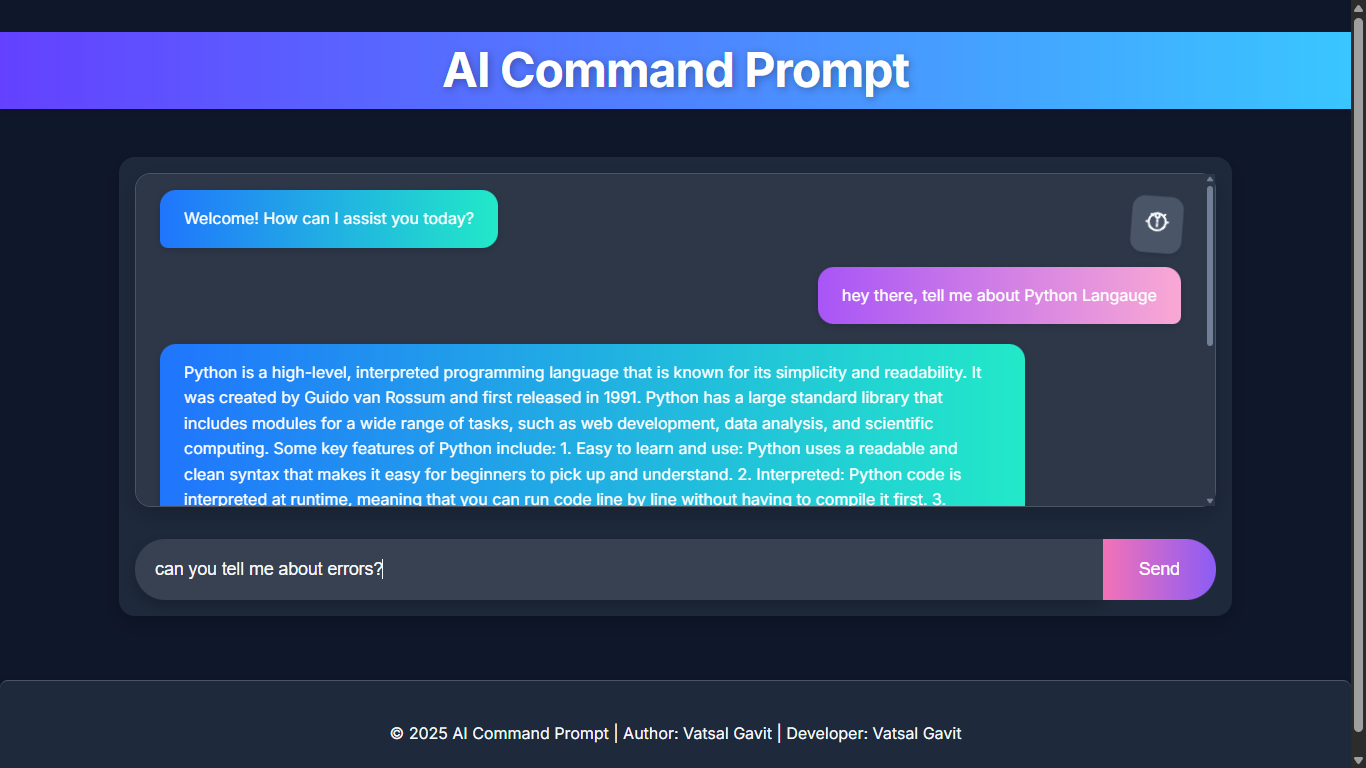 AI Command Prompt
Welcome! How can I assist you today?
hey there, tell me about Python Langauge
Python is a high-level, interpreted programming language that is known for its simplicity and readability. It
was created by Guido van Rossum and first released in 1991. Python has a large standard library that
includes modules for a wide range of tasks, such as web development, data analysis, and scientific
computing. Some key features of Python include: 1. Easy to learn and use: Python uses a readable and
clean syntax that makes it easy for beginners to pick up and understand. 2. Interpreted: Python code is
interpreted at runtime, meaning that you can run code line by line without having to compile it first. 3.
can you tell me about errors?
Send
© 2025 AI Command Prompt | Author: Vatsal Gavit | Developer: Vatsal Gavit